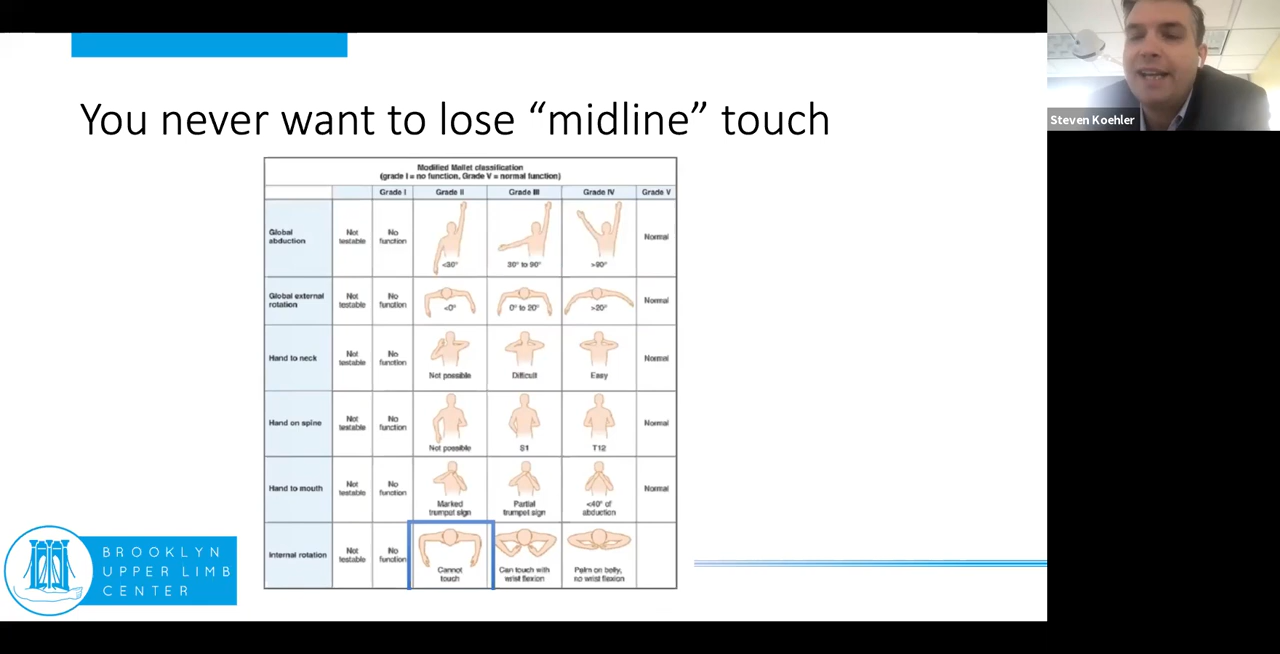 You never want to lose “midline” touch
Steven Koehler
Modified Mallet classification
(grade I = no function, Grade V = normal function)
Grade I Grade II Grade III Grade IV Grade V
Global abduction Not testable No function <30° 30° to 90° >90° Normal
Global external rotation Not testable No function <0° 0° to 20° >20° Normal
Hand to neck Not testable No function Not possible Difficult Easy Normal
Hand on spine Not testable No function Not possible S1 T12 Normal
Hand to mouth Not testable No function Marked trumpet sign Partial trumpet sign <40° of abduction Normal
Internal rotation Not testable No function Cannot touch Can touch with wrist flexion Palm on belly, no wrist flexion
BROOKLYN
UPPER LIMB
CENTER